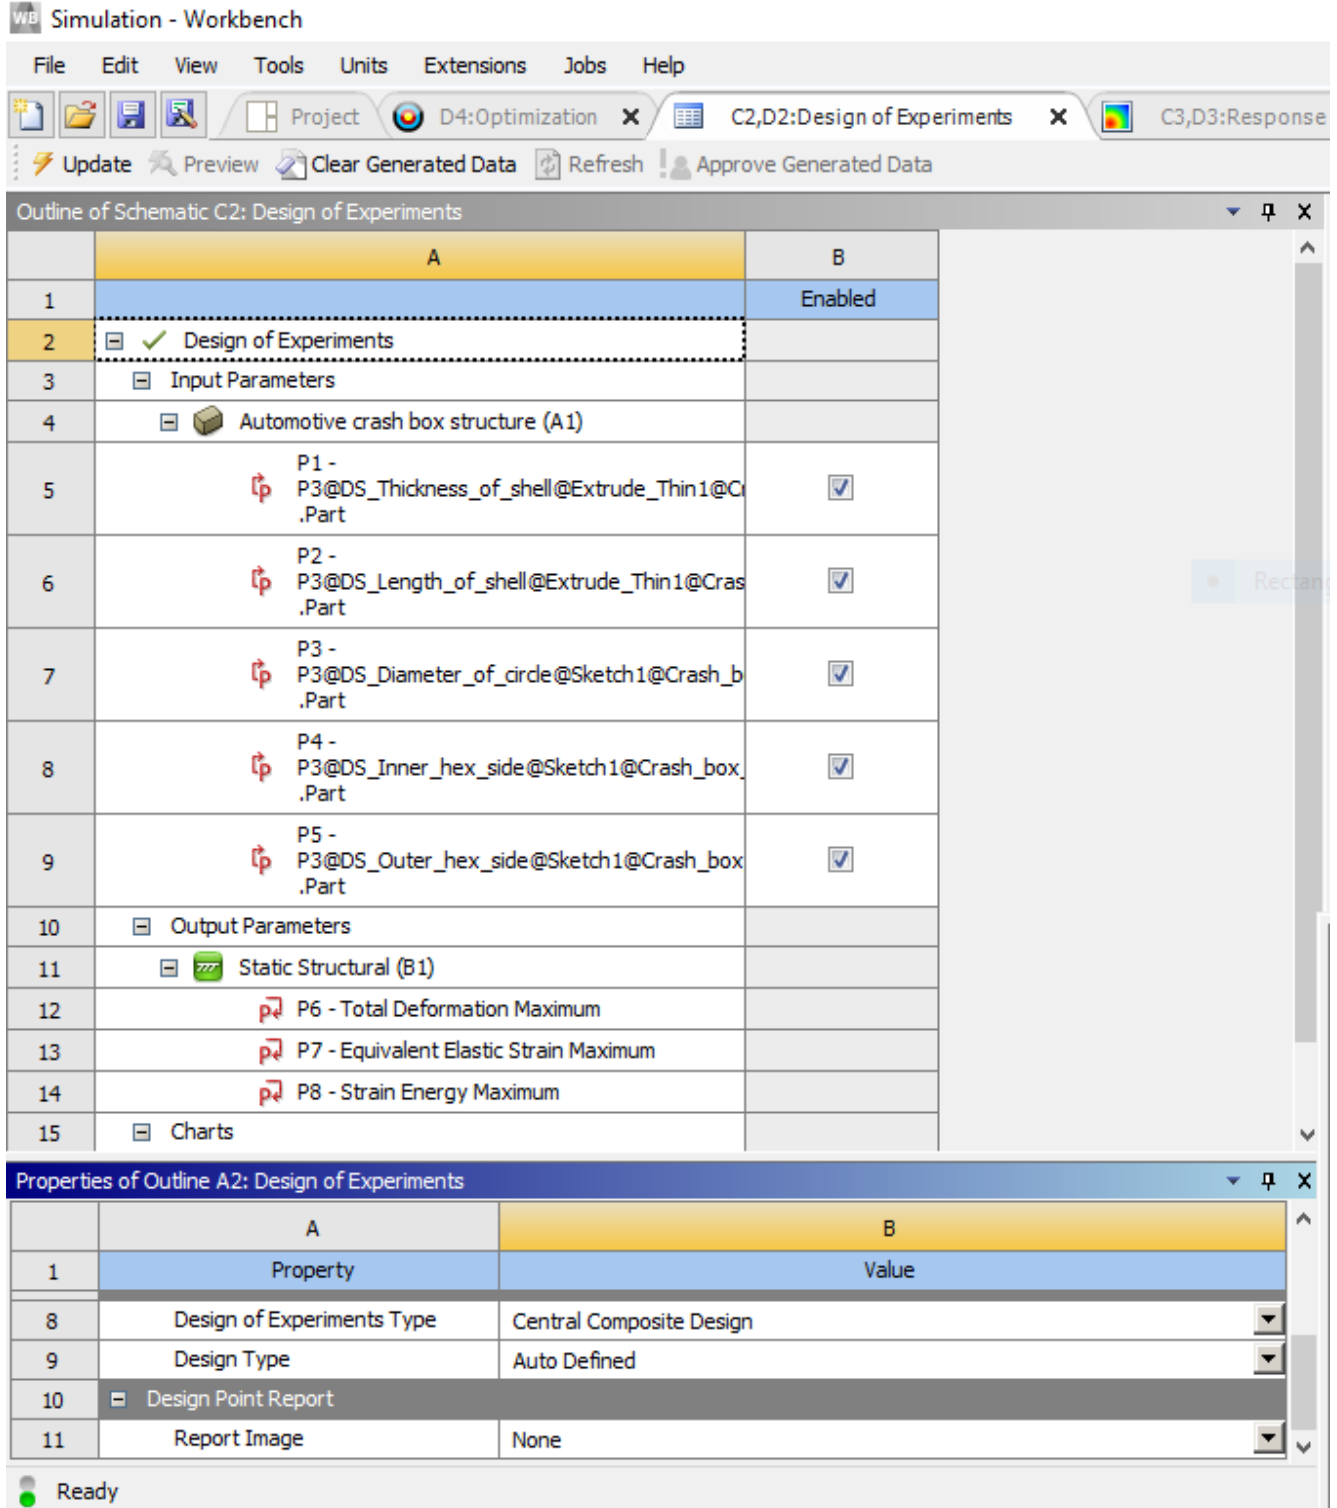 WB Simulation - Workbench
File Edit View Tools Units Extensions Jobs Help
Project D4:Optimization C2,D2:Design of Experiments C3,D3:Response
Update Preview Clear Generated Data Refresh Approve Generated Data
Outline of Schematic C2: Design of Experiments
A B
1 Enabled
2 Design of Experiments
3 Input Parameters
4 Automotive crash box structure (A1)
P1 -
5 P3@DS_Thickness_of_shell@Extrude_Thin1@Cr
.Part
P2 -
6 P3@DS_Length_of_shell@Extrude_Thin1@Cras
.Part
Rectang
P3 -
7 P3@DS_Diameter_of_circle@Sketch1@Crash_b
.Part
P4 -
8 P3@DS_Inner_hex_side@Sketch1@Crash_box_
.Part
P5 -
9 P3@DS_Outer_hex_side@Sketch1@Crash_box
.Part
10 Output Parameters
11 Static Structural (B1)
12 P6 - Total Deformation Maximum
13 P7 - Equivalent Elastic Strain Maximum
14 P8 - Strain Energy Maximum
15 Charts
Properties of Outline A2: Design of Experiments
A B
1 Property Value
8 Design of Experiments Type Central Composite Design
9 Design Type Auto Defined
10 Design Point Report
11 Report Image None
Ready